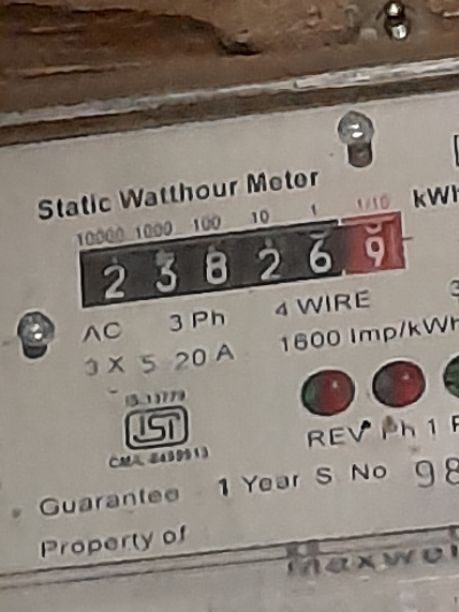 Static Watthour Meter
10000 1000 100 10 1 1/10 kWh
2 3 8 2 6 9
AC 3 Ph 4 WIRE
3 X 5 20 A 1600 Imp/kWh
IS:13779
ISI
REV Ph 1
Guarantee 1 Year S No 98
Property of